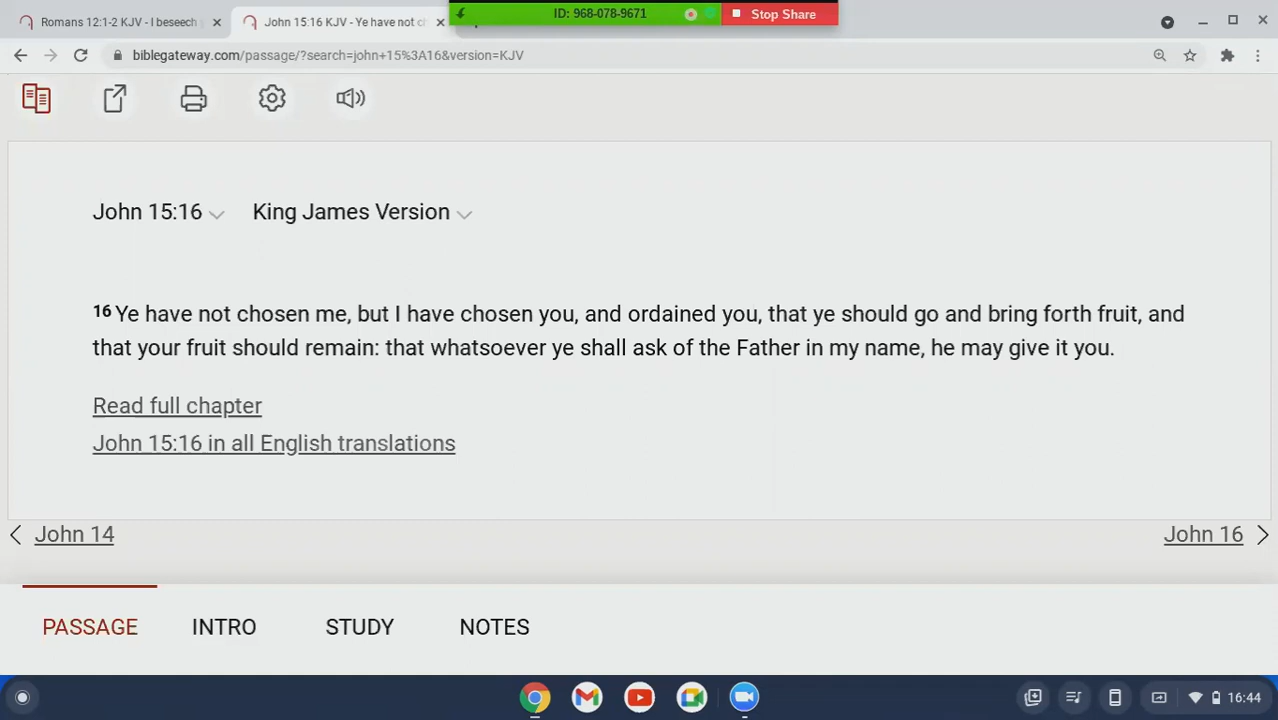 Romans 12:1-2 KJV - I beseech
John 15:16 KJV - Ye have not c
ID: 968-078-9671
Stop Share
biblegateway.com/passage/?search=john+15%3A16&version=KJV
John 15:16
King James Version
16 Ye have not chosen me, but I have chosen you, and ordained you, that ye should go and bring forth fruit, and
that your fruit should remain: that whatsoever ye shall ask of the Father in my name, he may give it you.
Read full chapter
John 15:16 in all English translations
John 14
John 16
PASSAGE
INTRO
STUDY
NOTES
16:44